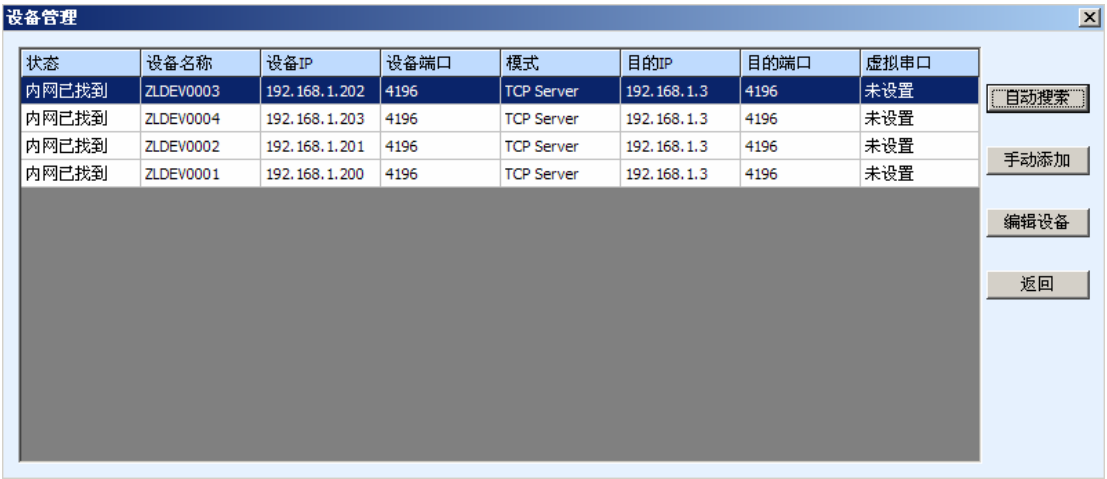 设备管理
状态 设备名称 设备IP 设备端口 模式 目的IP 目的端口 虚拟串口
内网已找到 ZLDEV0003 192.168.1.202 4196 TCP Server 192.168.1.3 4196 未设置
内网已找到 ZLDEV0004 192.168.1.203 4196 TCP Server 192.168.1.3 4196 未设置
内网已找到 ZLDEV0002 192.168.1.201 4196 TCP Server 192.168.1.3 4196 未设置
内网已找到 ZLDEV0001 192.168.1.200 4196 TCP Server 192.168.1.3 4196 未设置
自动搜索
手动添加
编辑设备
返回